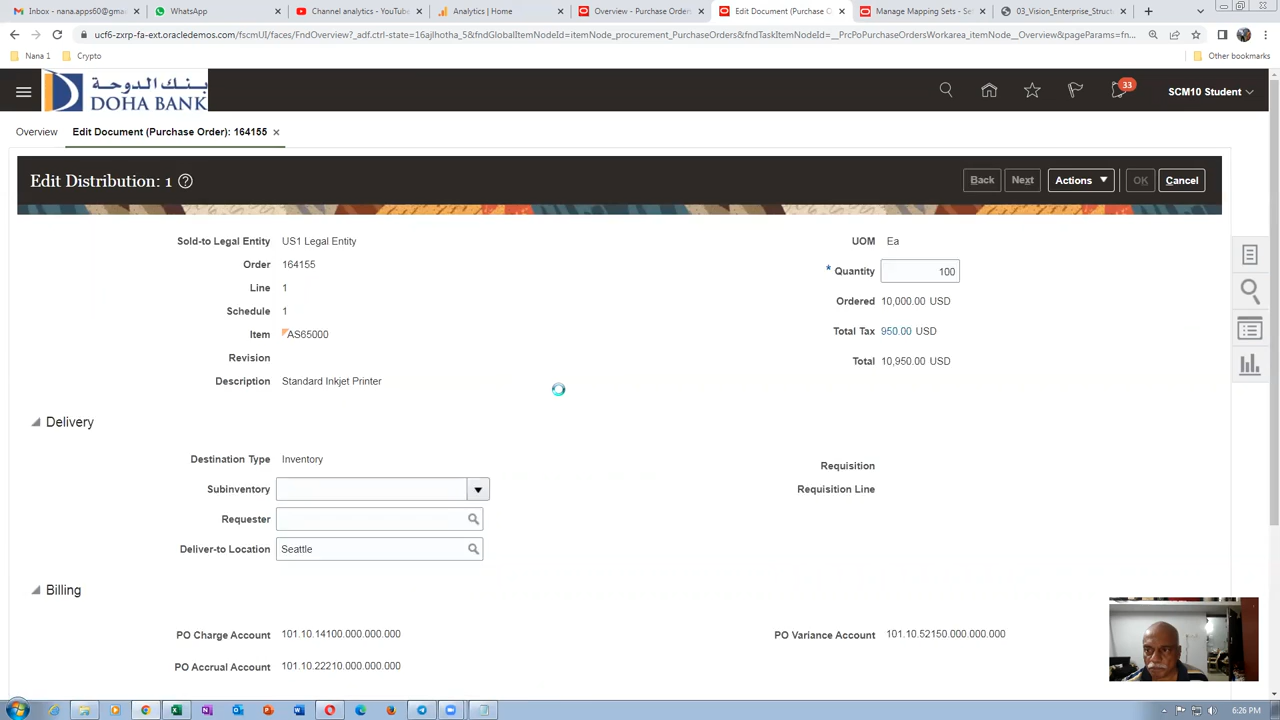 Inbox - nana.apps60@gma
WhatsApp
Channel analytics - YouTube
Analytics | Home
Overview - Purchase Orders
Edit Document (Purchase O
Manage Mapping Sets - Se
03_Vision_Enterprise_Struct
ucf6-zxrp-fa-ext.oracledemos.com/fscmUI/faces/FndOverview?_adf.ctrl-state=16ajlhotha_5&fndGlobalItemNodeId=itemNode_procurement_PurchaseOrders&fndTaskItemNodeId=__PrcPoPurchaseOrdersWorkarea_itemNode__Overview&pageParams=fn...
Nana 1
Crypto
Other bookmarks
بنك الدوحة
DOHA BANK
33
SCM10 Student
Overview
Edit Document (Purchase Order): 164155
Edit Distribution: 1
Back
Next
Actions
OK
Cancel
Sold-to Legal Entity US1 Legal Entity
Order 164155
Line 1
Schedule 1
Item AS65000
Revision
Description Standard Inkjet Printer
UOM Ea
* Quantity 100
Ordered 10,000.00 USD
Total Tax 950.00 USD
Total 10,950.00 USD
Delivery
Destination Type Inventory
Subinventory
Requester
Deliver-to Location Seattle
Requisition
Requisition Line
Billing
PO Charge Account 101.10.14100.000.000.000
PO Accrual Account 101.10.22210.000.000.000
PO Variance Account 101.10.52150.000.000.000
6:26 PM